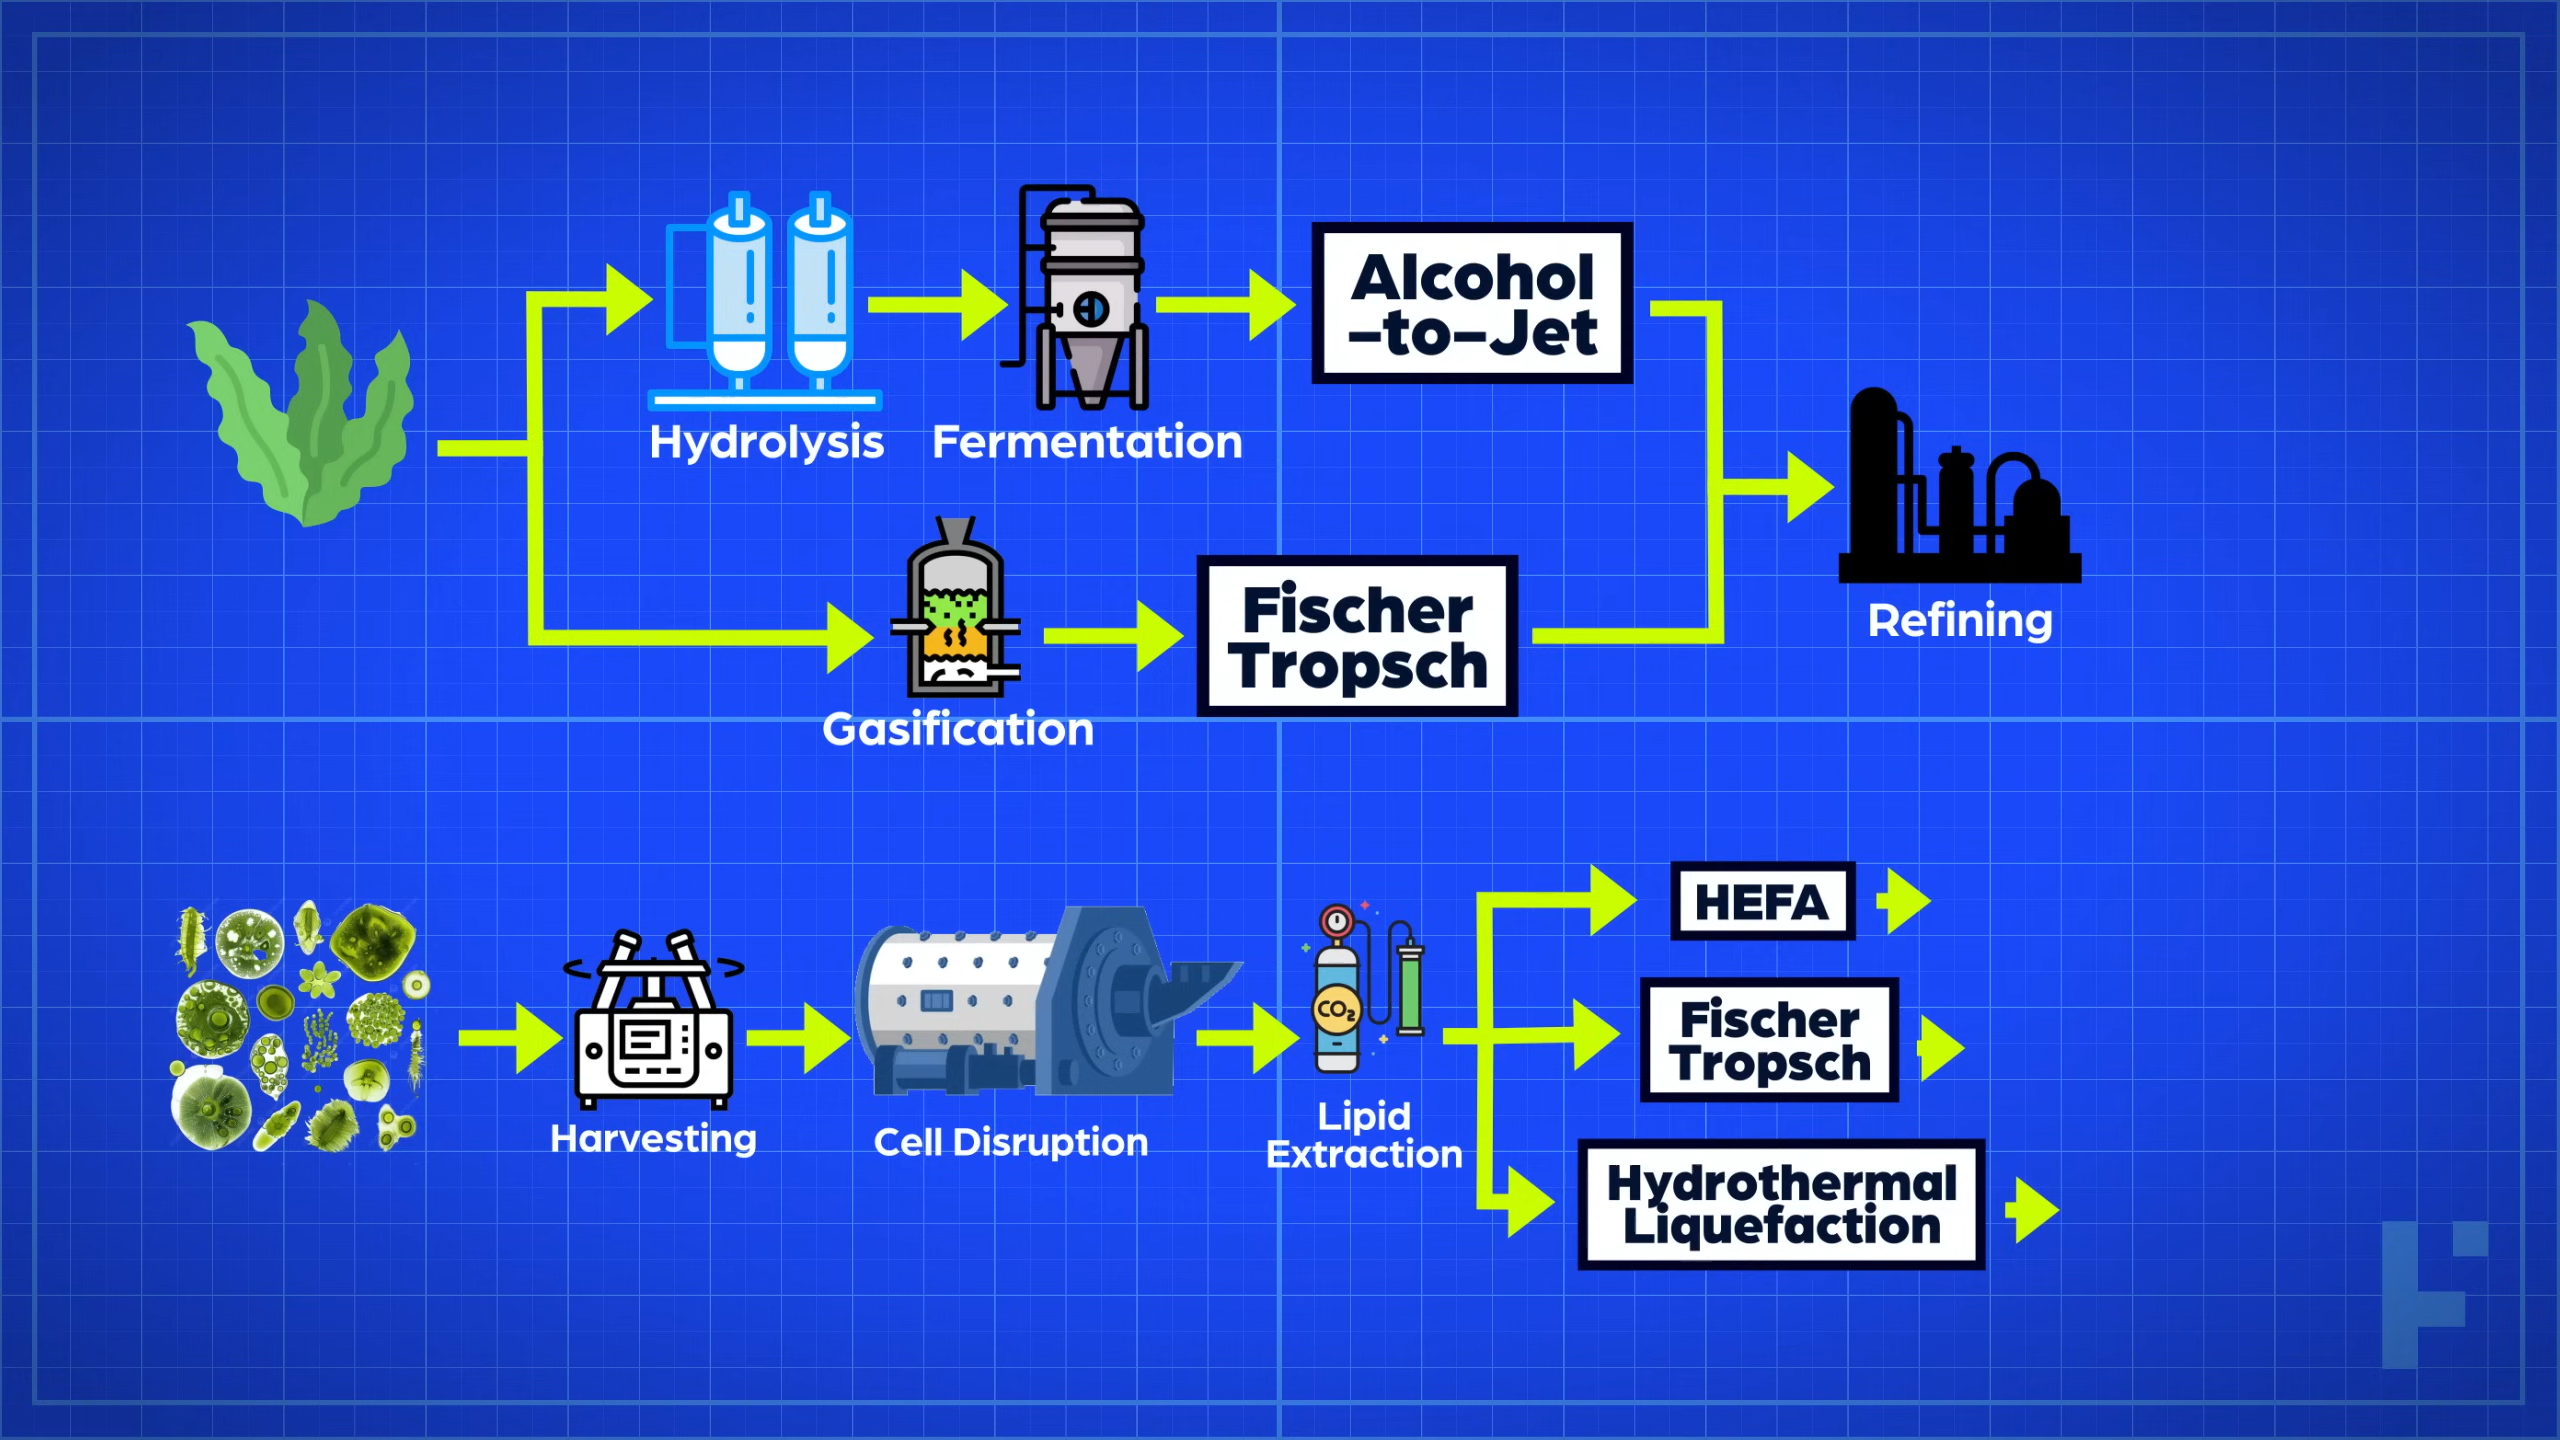 Alcohol
-to-Jet
Hydrolysis
Fermentation
Fischer
Tropsch
Refining
Gasification
HEFA
CO₂
Fischer
Tropsch
Harvesting
Cell Disruption
Lipid
Extraction
Hydrothermal
Liquefaction